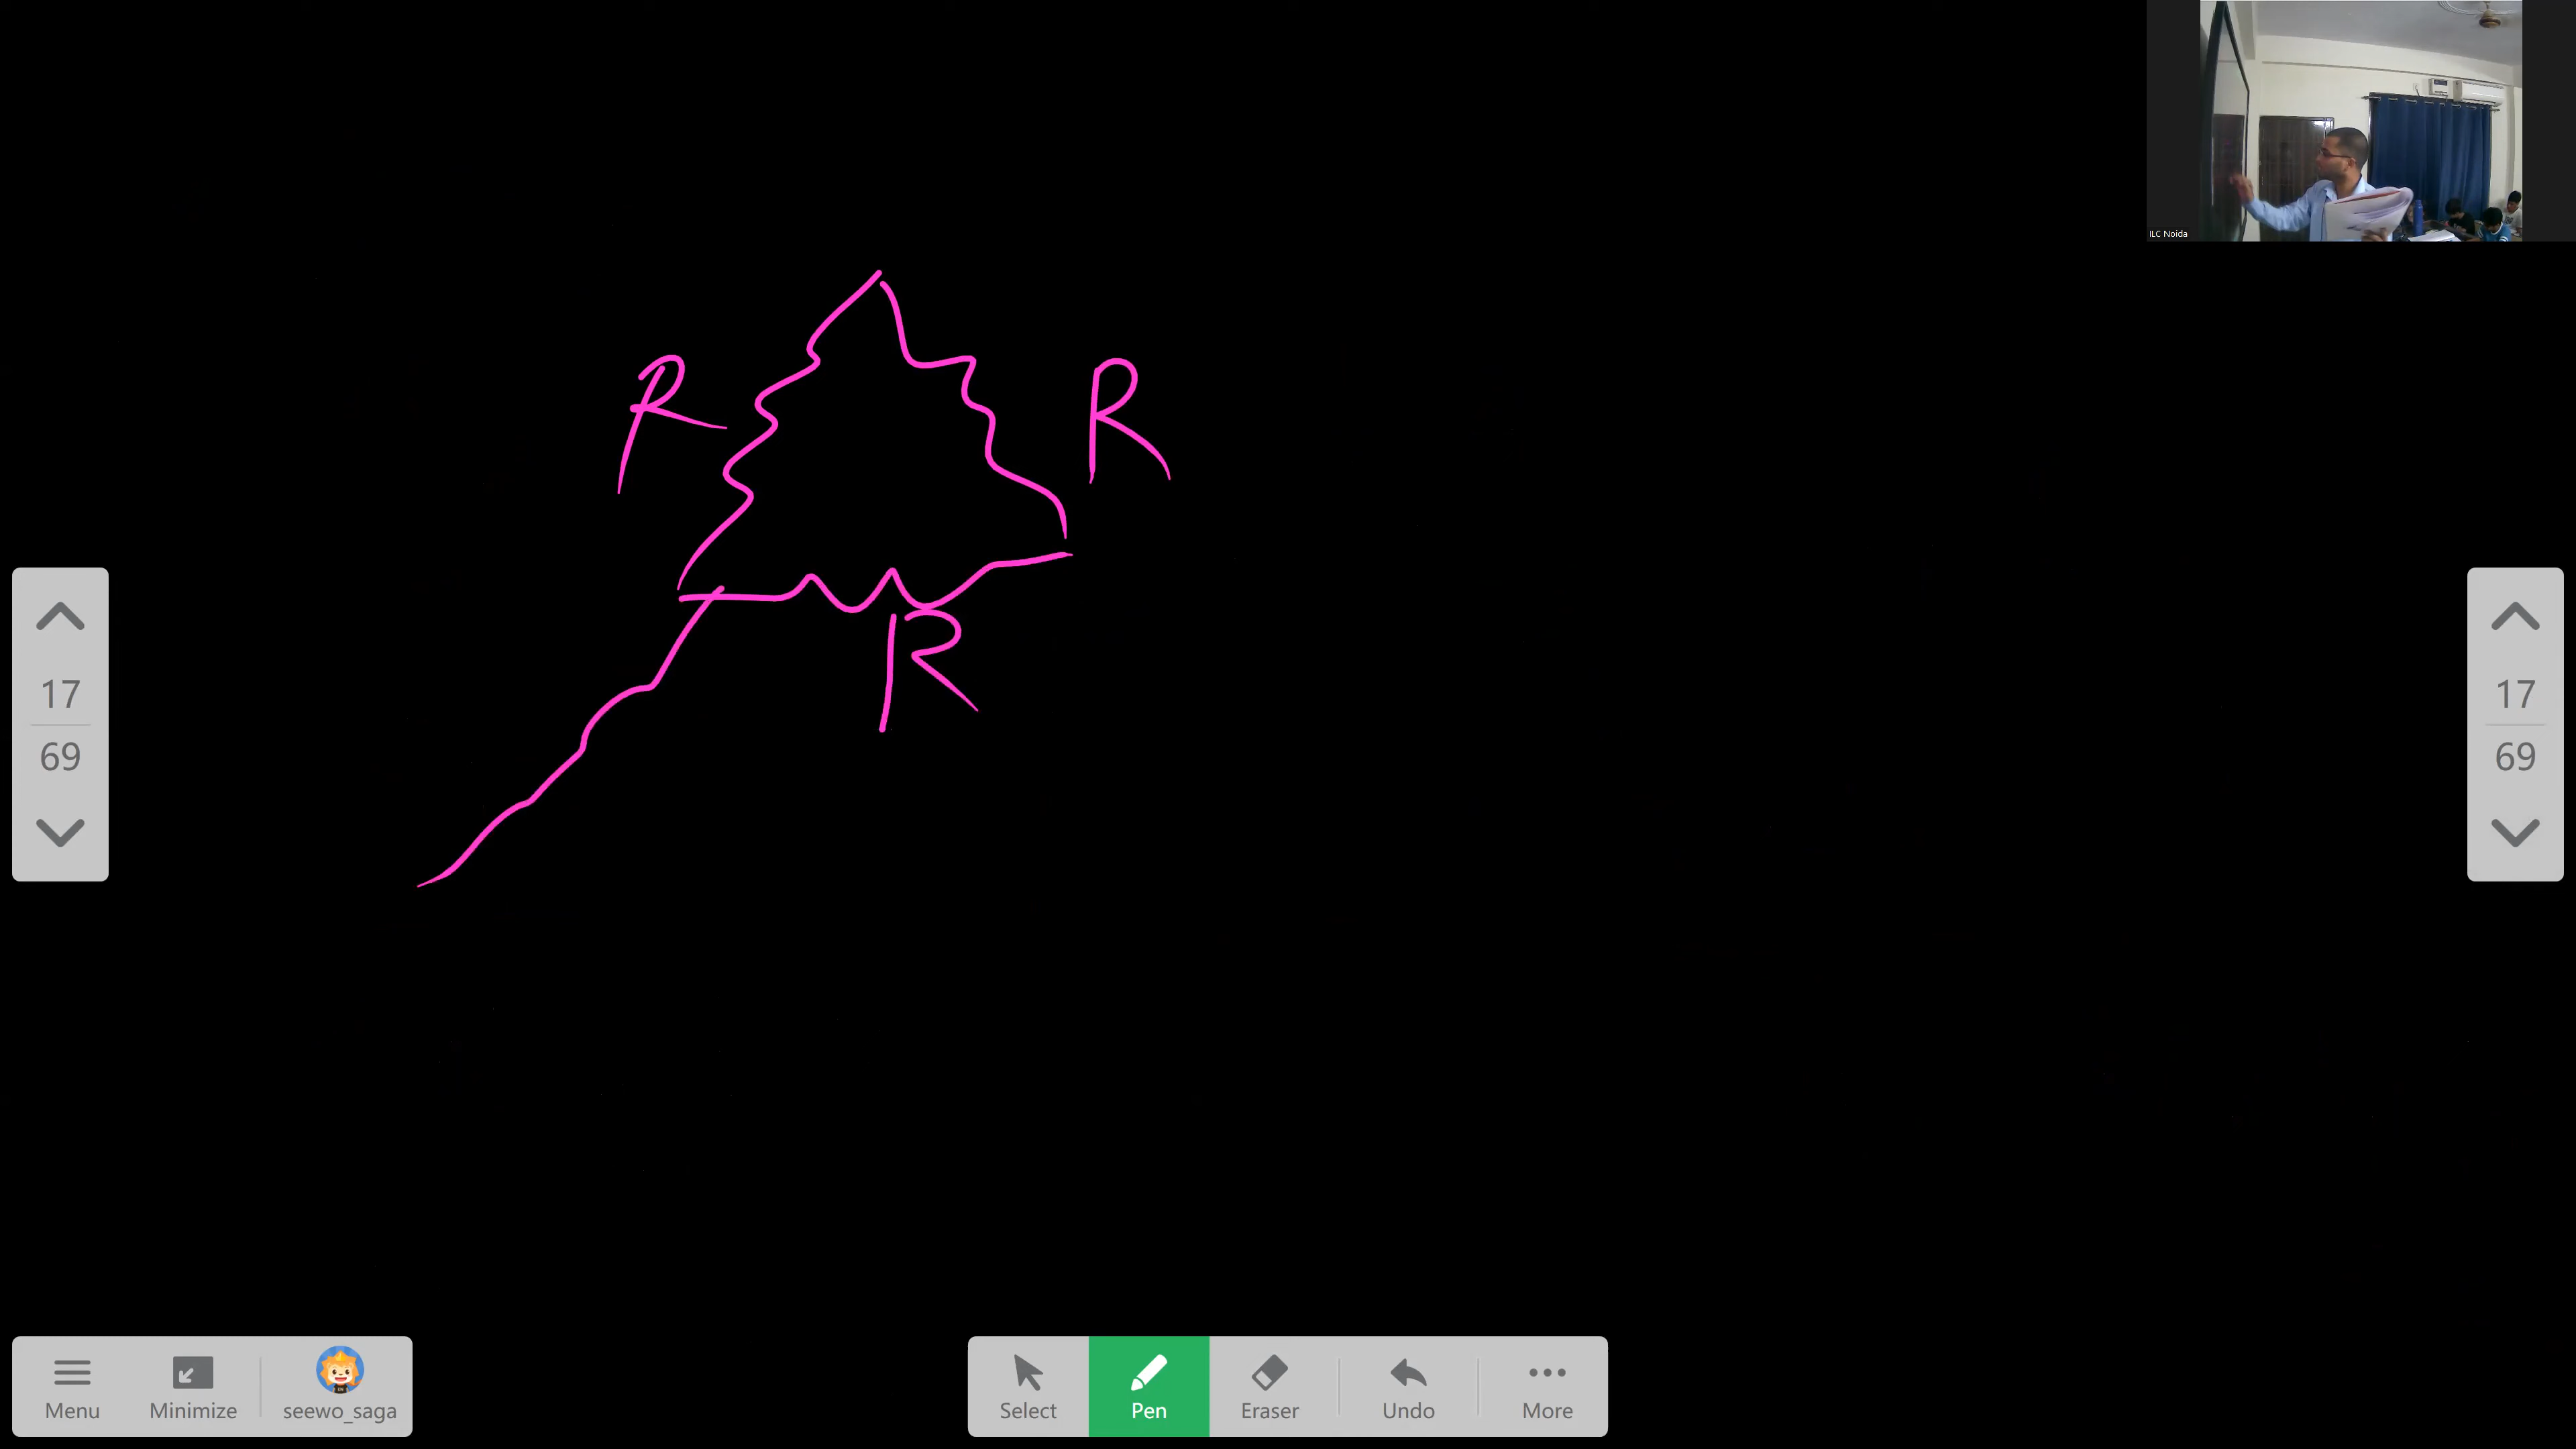 ILC Noida
R
R
R
17
69
17
69
Menu
Minimize
seewo_saga
Select
Pen
Eraser
Undo
More